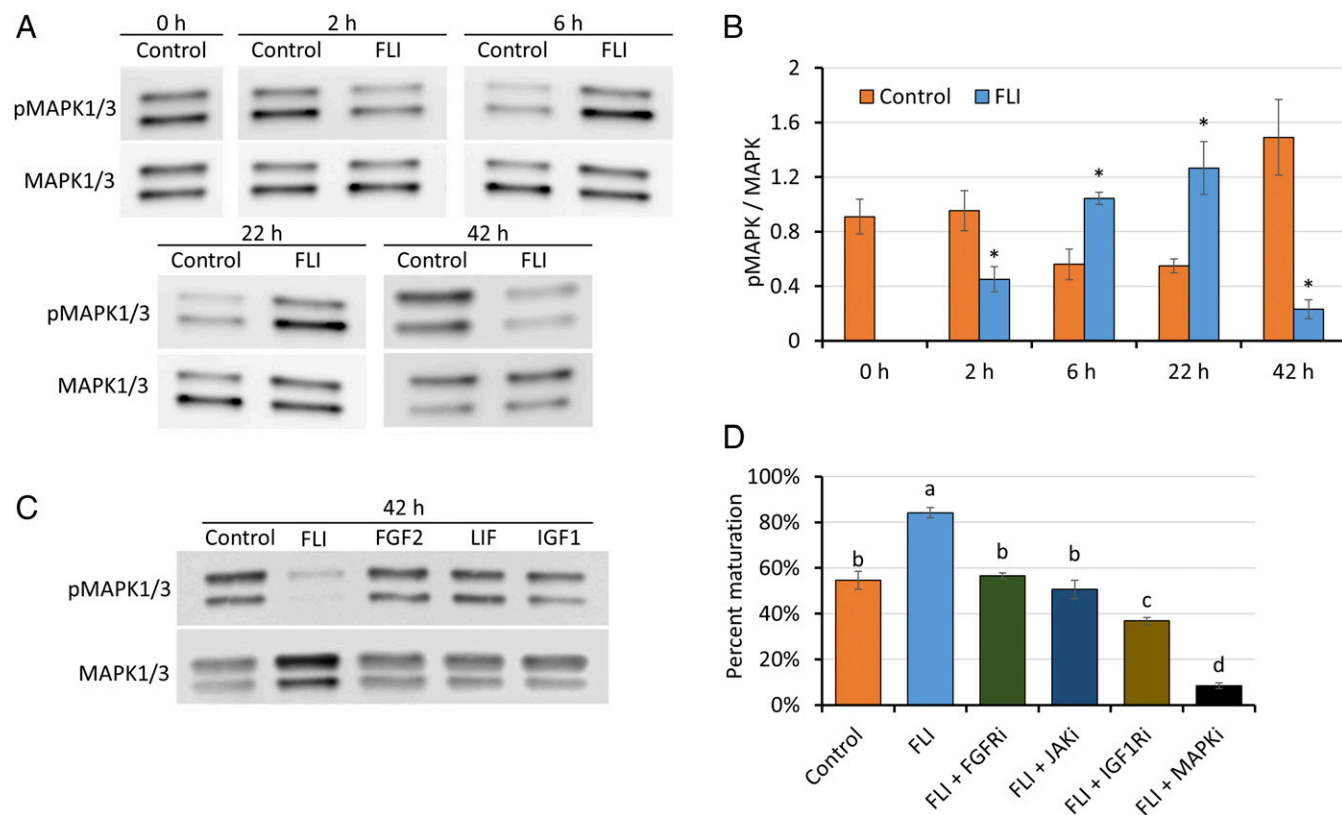 A
0 h
2 h
6 h
Control
Control
FLI
Control
FLI
pMAPK1/3
MAPK1/3
22 h
42 h
Control
FLI
Control
FLI
pMAPK1/3
MAPK1/3
B
2
1.6
1.2
0.8
0.4
0
pMAPK / MAPK
Control
FLI
*
*
*
*
0 h
2 h
6 h
22 h
42 h
C
42 h
Control
FLI
FGF2
LIF
IGF1
pMAPK1/3
MAPK1/3
D
100%
80%
60%
40%
20%
0%
Percent maturation
b
a
b
b
c
d
Control
FLI
FLI + FGFRi
FLI + JAKi
FLI + IGF1Ri
FLI + MAPKi